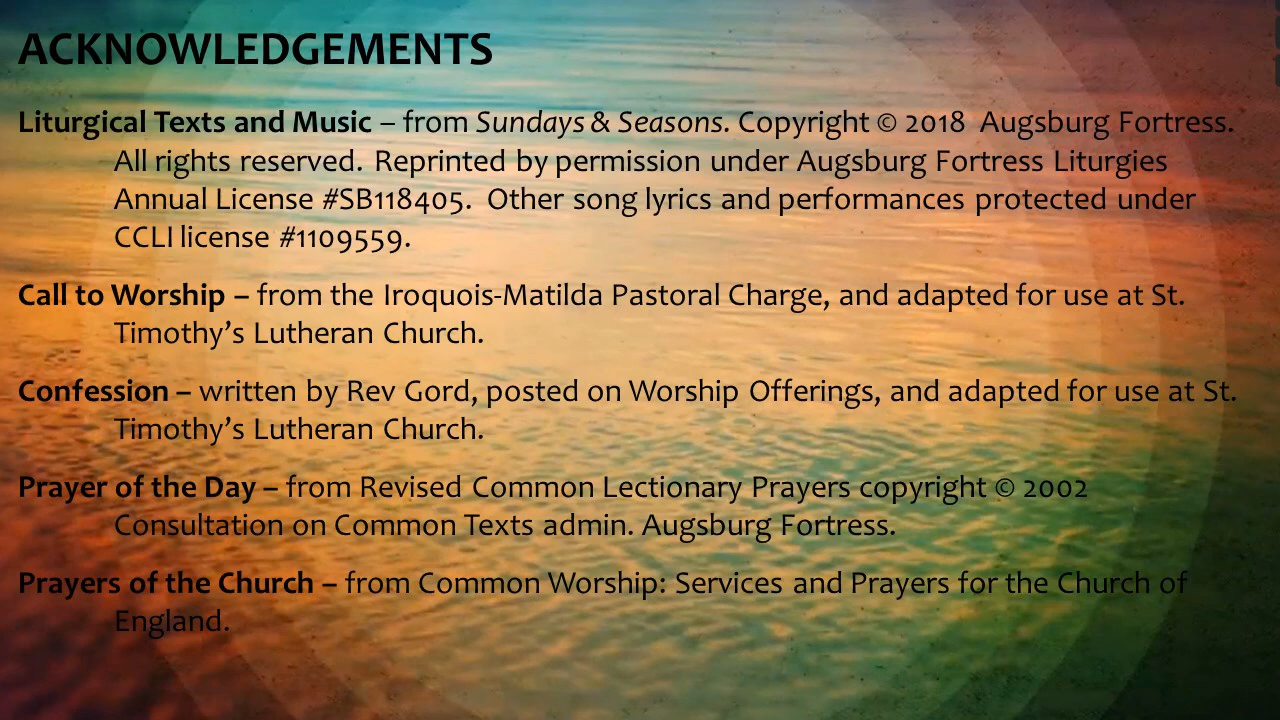 ACKNOWLEDGEMENTS
Liturgical Texts and Music – from Sundays & Seasons. Copyright © 2018 Augsburg Fortress.
All rights reserved. Reprinted by permission under Augsburg Fortress Liturgies
Annual License #SB118405. Other song lyrics and performances protected under
CCLI license #1109559.
Call to Worship – from the Iroquois-Matilda Pastoral Charge, and adapted for use at St.
Timothy’s Lutheran Church.
Confession – written by Rev Gord, posted on Worship Offerings, and adapted for use at St.
Timothy’s Lutheran Church.
Prayer of the Day – from Revised Common Lectionary Prayers copyright © 2002
Consultation on Common Texts admin. Augsburg Fortress.
Prayers of the Church – from Common Worship: Services and Prayers for the Church of
England.